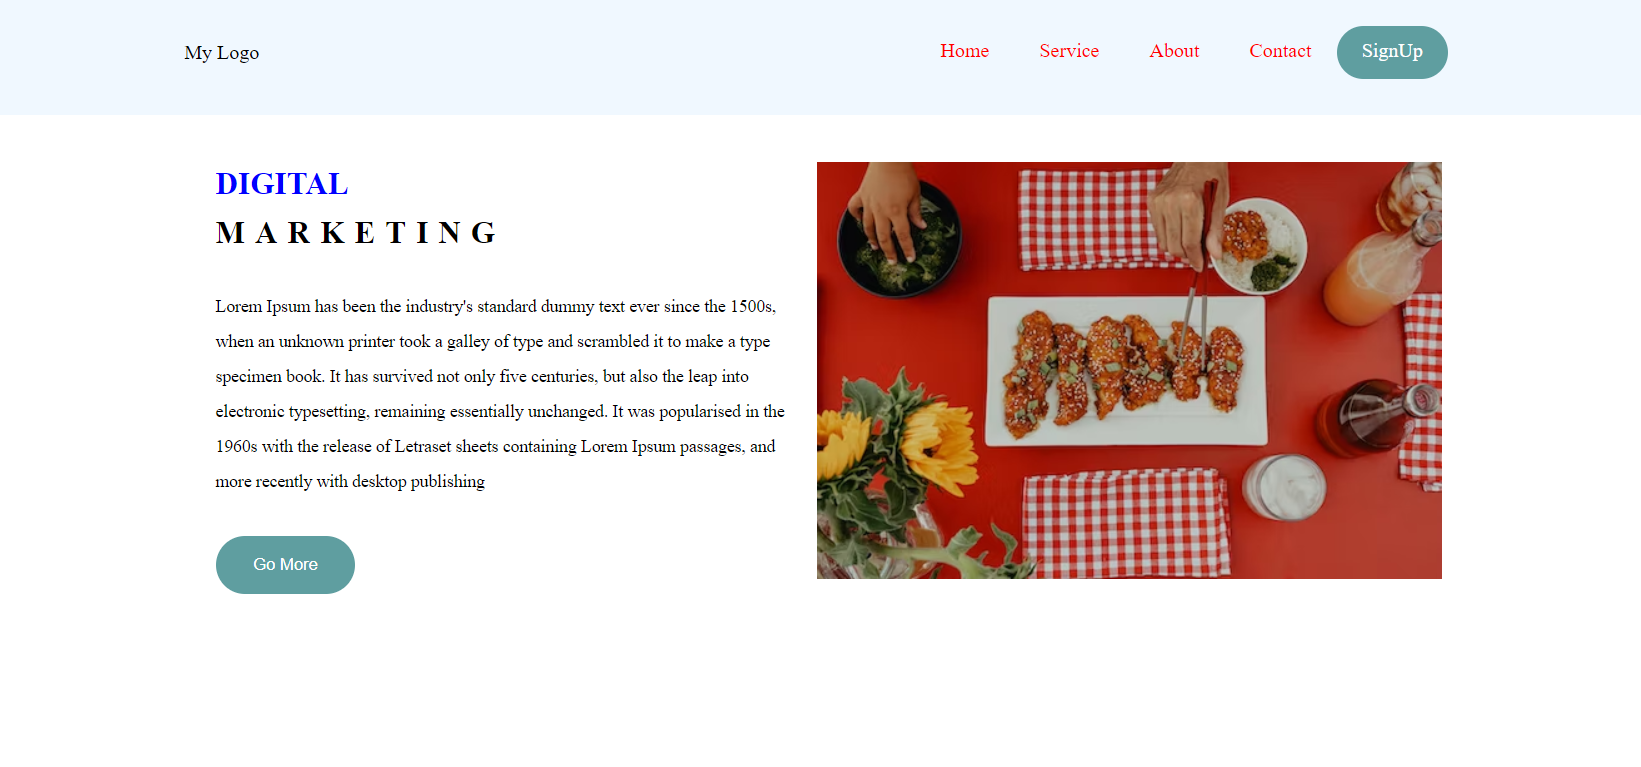 My Logo
Home Service About Contact SignUp
DIGITAL
MARKETING
Lorem Ipsum has been the industry's standard dummy text ever since the 1500s,
when an unknown printer took a galley of type and scrambled it to make a type
specimen book. It has survived not only five centuries, but also the leap into
electronic typesetting, remaining essentially unchanged. It was popularised in the
1960s with the release of Letraset sheets containing Lorem Ipsum passages, and
more recently with desktop publishing
Go More